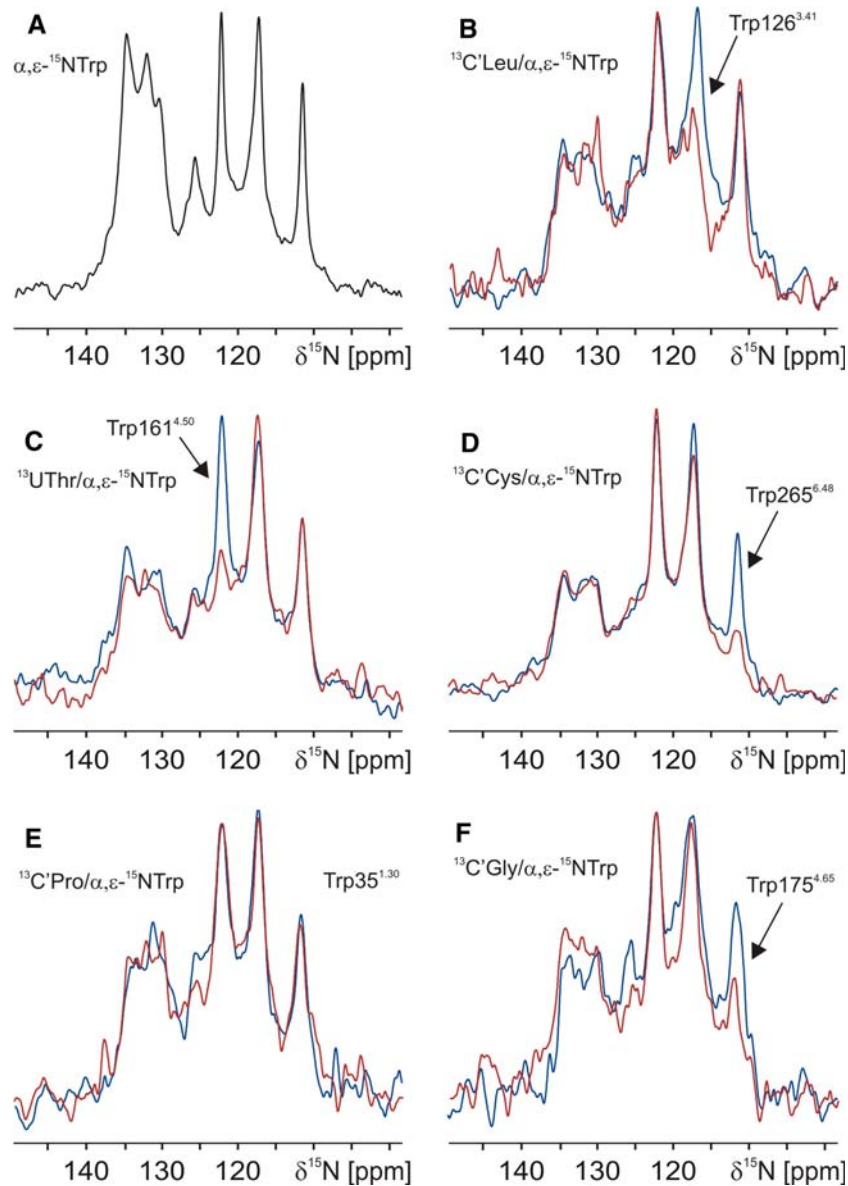 A
α,ε-¹⁵NTrp
140 130 120 δ¹⁵N [ppm]
B
¹³C'Leu/α,ε-¹⁵NTrp
Trp126³·⁴¹
140 130 120 δ¹⁵N [ppm]
C
Trp161⁴·⁵⁰
¹³UThr/α,ε-¹⁵NTrp
140 130 120 δ¹⁵N [ppm]
D
¹³C'Cys/α,ε-¹⁵NTrp
Trp265⁶·⁴⁸
140 130 120 δ¹⁵N [ppm]
E
¹³C'Pro/α,ε-¹⁵NTrp
Trp35¹·³⁰
140 130 120 δ¹⁵N [ppm]
F
¹³C'Gly/α,ε-¹⁵NTrp
Trp175⁴·⁶⁵
140 130 120 δ¹⁵N [ppm]